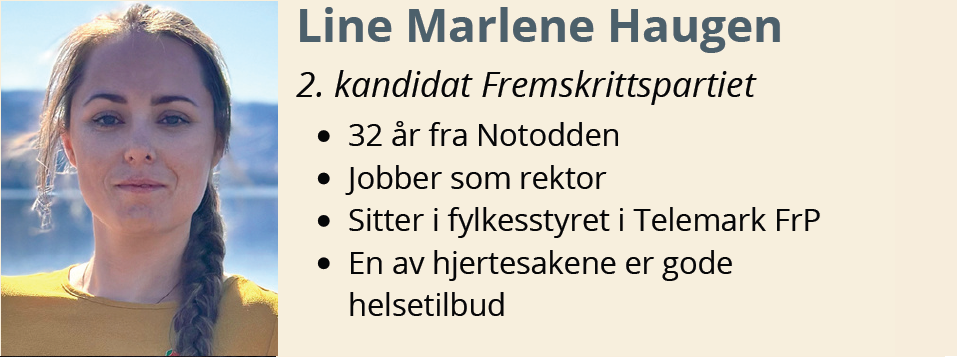 Line Marlene Haugen
2. kandidat Fremskrittspartiet
• 32 år fra Notodden
• Jobber som rektor
• Sitter i fylkesstyret i Telemark FrP
• En av hjertesakene er gode
helsetilbud